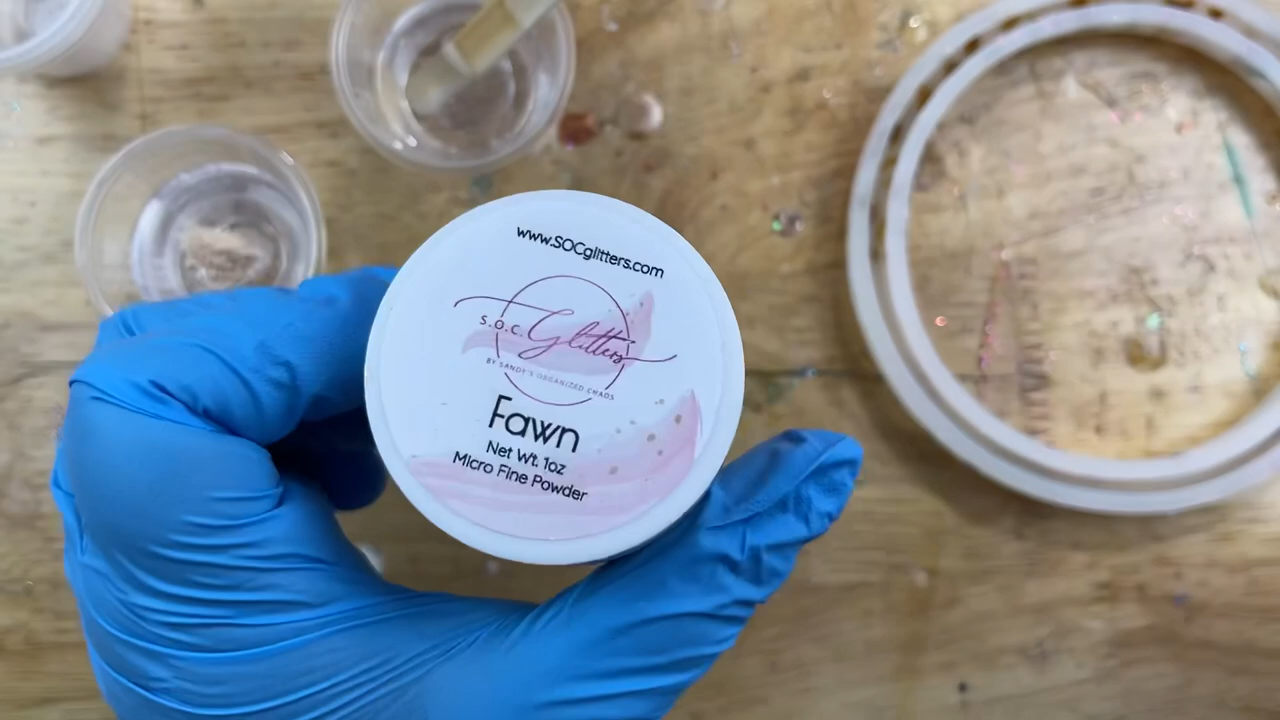 www.SOCglitters.com
S.O.C. Glitters
BY SANDY'S ORGANIZED CHAOS
Fawn
Net Wt. 1oz
Micro Fine Powder